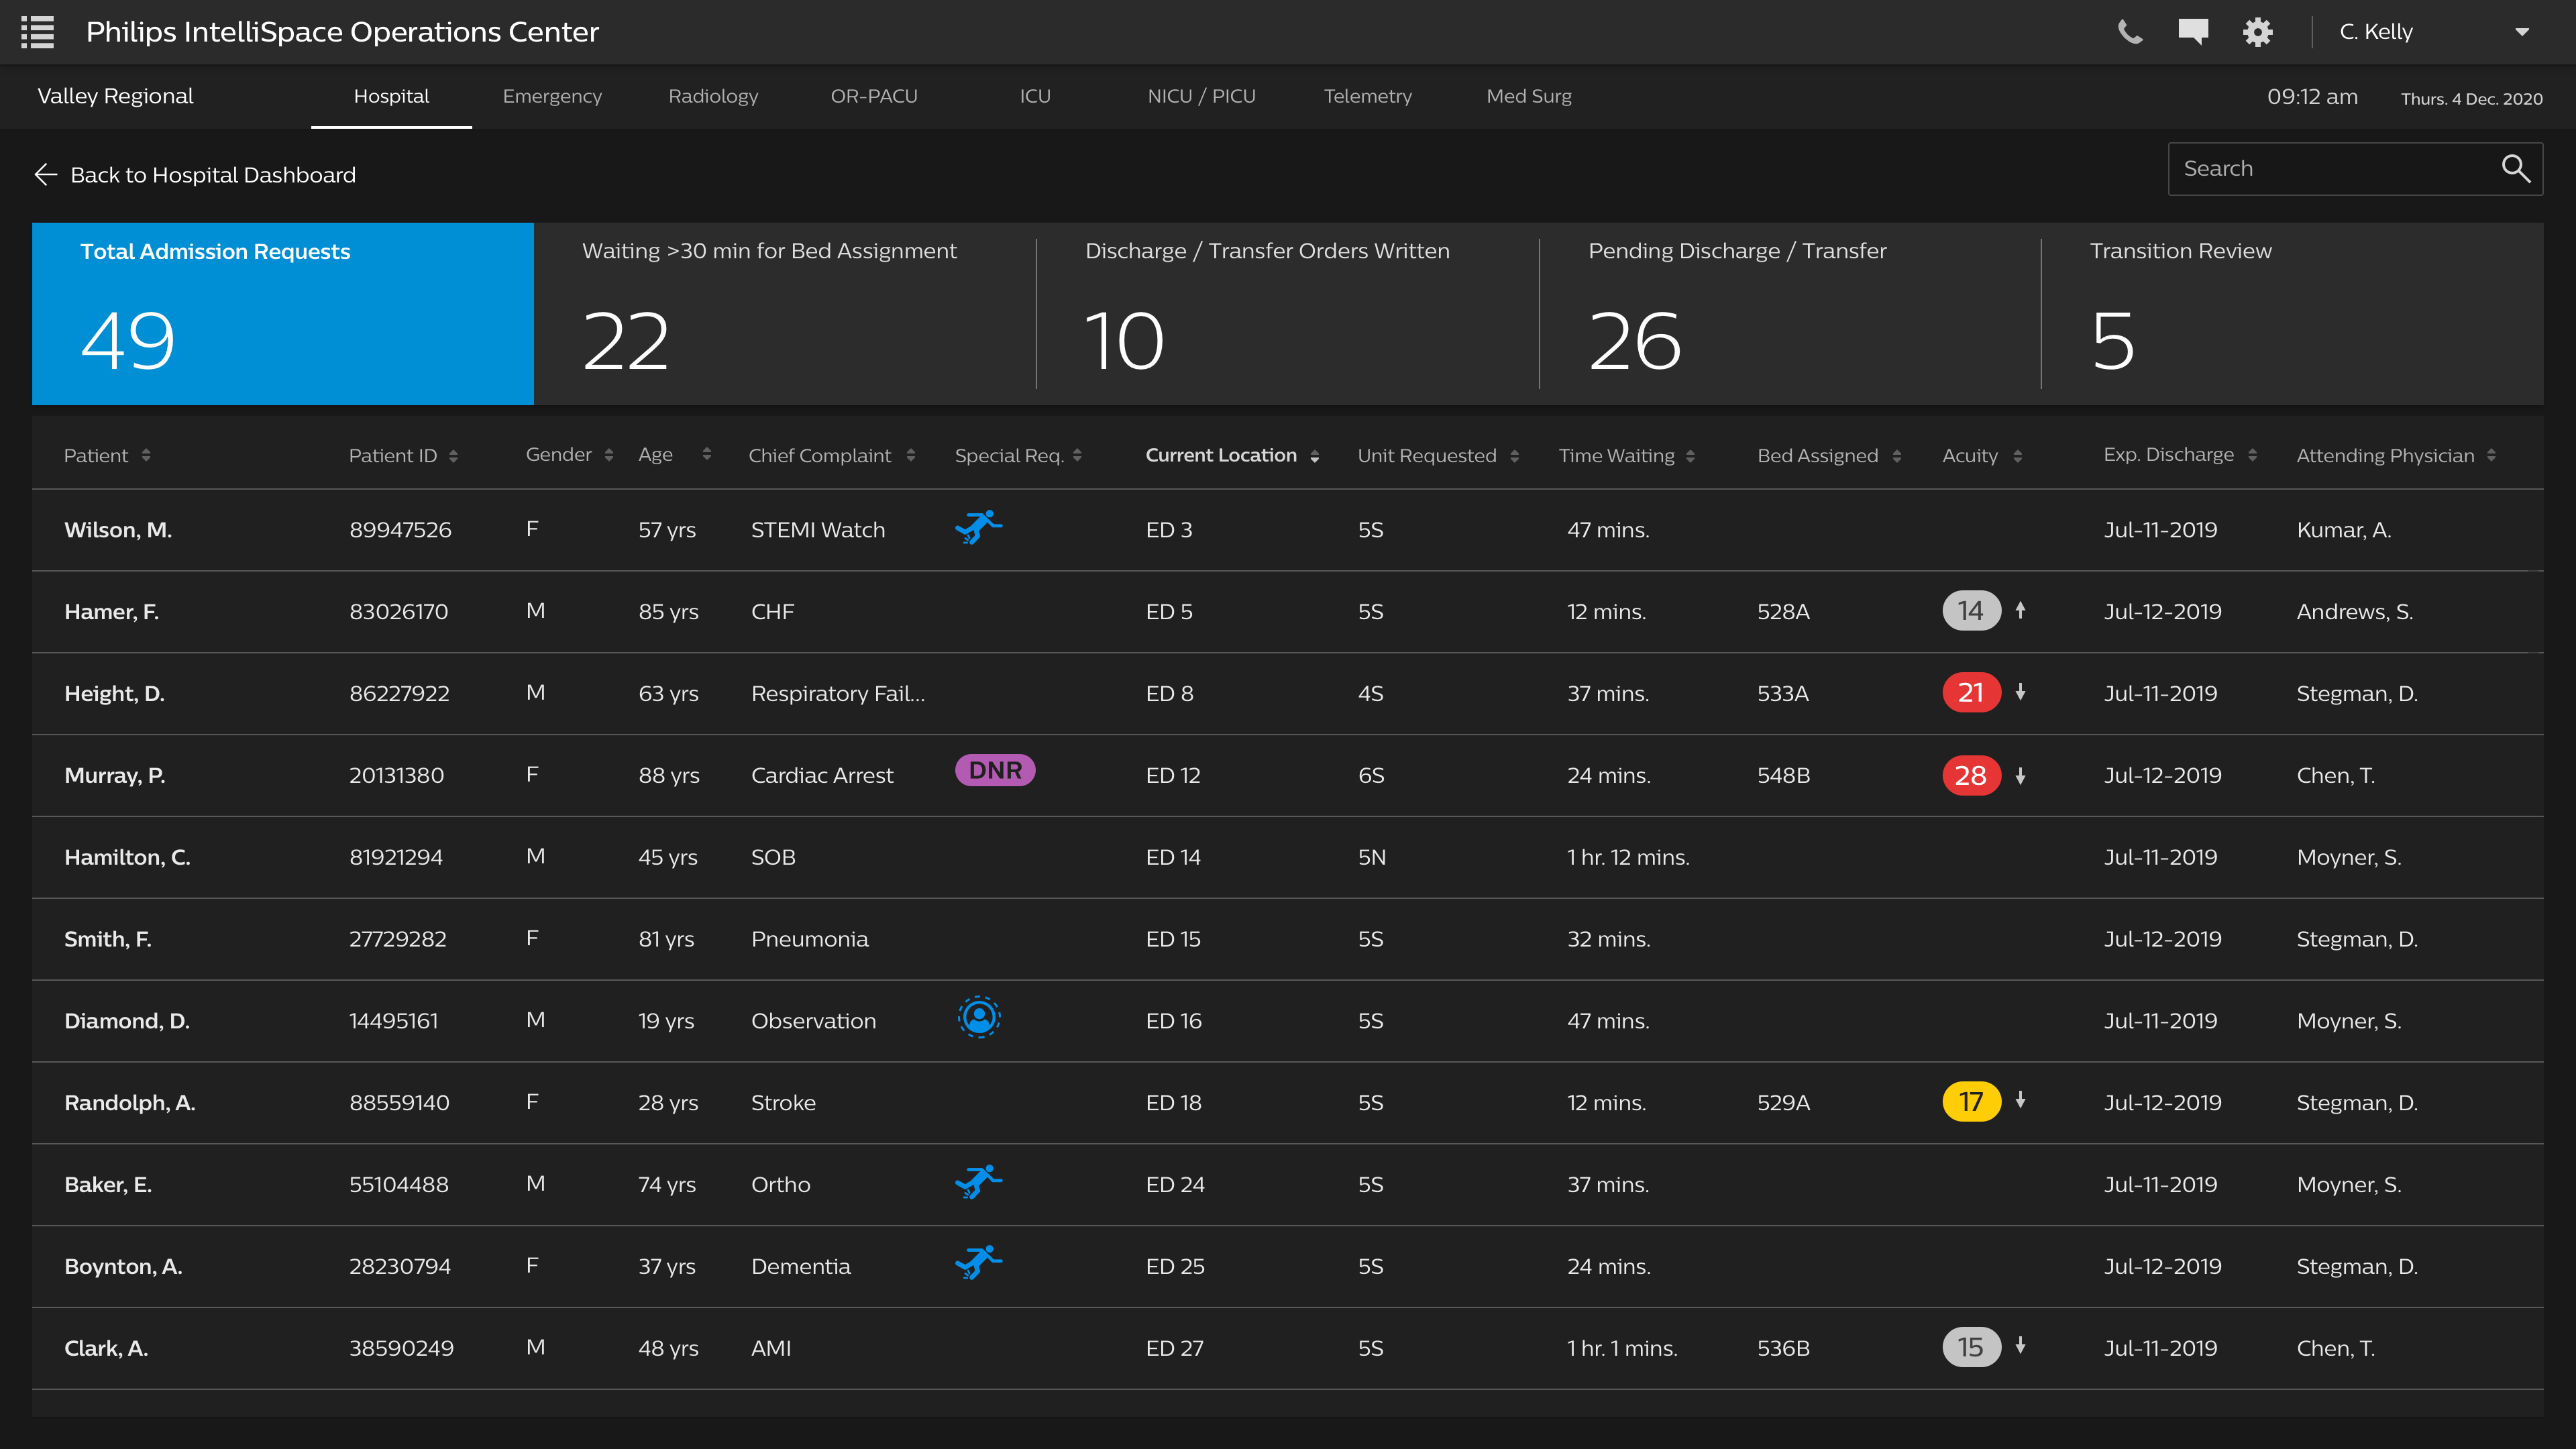 Philips IntelliSpace Operations Center
C. Kelly
Valley Regional Hospital Emergency Radiology OR-PACU ICU NICU / PICU Telemetry Med Surg 09:12 am Thurs. 4 Dec. 2020
Back to Hospital Dashboard
Search
Total Admission Requests
49
Waiting >30 min for Bed Assignment
22
Discharge / Transfer Orders Written
10
Pending Discharge / Transfer
26
Transition Review
5
Patient Patient ID Gender Age Chief Complaint Special Req. Current Location Unit Requested Time Waiting Bed Assigned Acuity Exp. Discharge Attending Physician
Wilson, M. 89947526 F 57 yrs STEMI Watch ED 3 5S 47 mins. Jul-11-2019 Kumar, A.
Hamer, F. 83026170 M 85 yrs CHF ED 5 5S 12 mins. 528A 14 Jul-12-2019 Andrews, S.
Height, D. 86227922 M 63 yrs Respiratory Fail... ED 8 4S 37 mins. 533A 21 Jul-11-2019 Stegman, D.
Murray, P. 20131380 F 88 yrs Cardiac Arrest DNR ED 12 6S 24 mins. 548B 28 Jul-12-2019 Chen, T.
Hamilton, C. 81921294 M 45 yrs SOB ED 14 5N 1 hr. 12 mins. Jul-11-2019 Moyner, S.
Smith, F. 27729282 F 81 yrs Pneumonia ED 15 5S 32 mins. Jul-12-2019 Stegman, D.
Diamond, D. 14495161 M 19 yrs Observation ED 16 5S 47 mins. Jul-11-2019 Moyner, S.
Randolph, A. 88559140 F 28 yrs Stroke ED 18 5S 12 mins. 529A 17 Jul-12-2019 Stegman, D.
Baker, E. 55104488 M 74 yrs Ortho ED 24 5S 37 mins. Jul-11-2019 Moyner, S.
Boynton, A. 28230794 F 37 yrs Dementia ED 25 5S 24 mins. Jul-12-2019 Stegman, D.
Clark, A. 38590249 M 48 yrs AMI ED 27 5S 1 hr. 1 mins. 536B 15 Jul-11-2019 Chen, T.